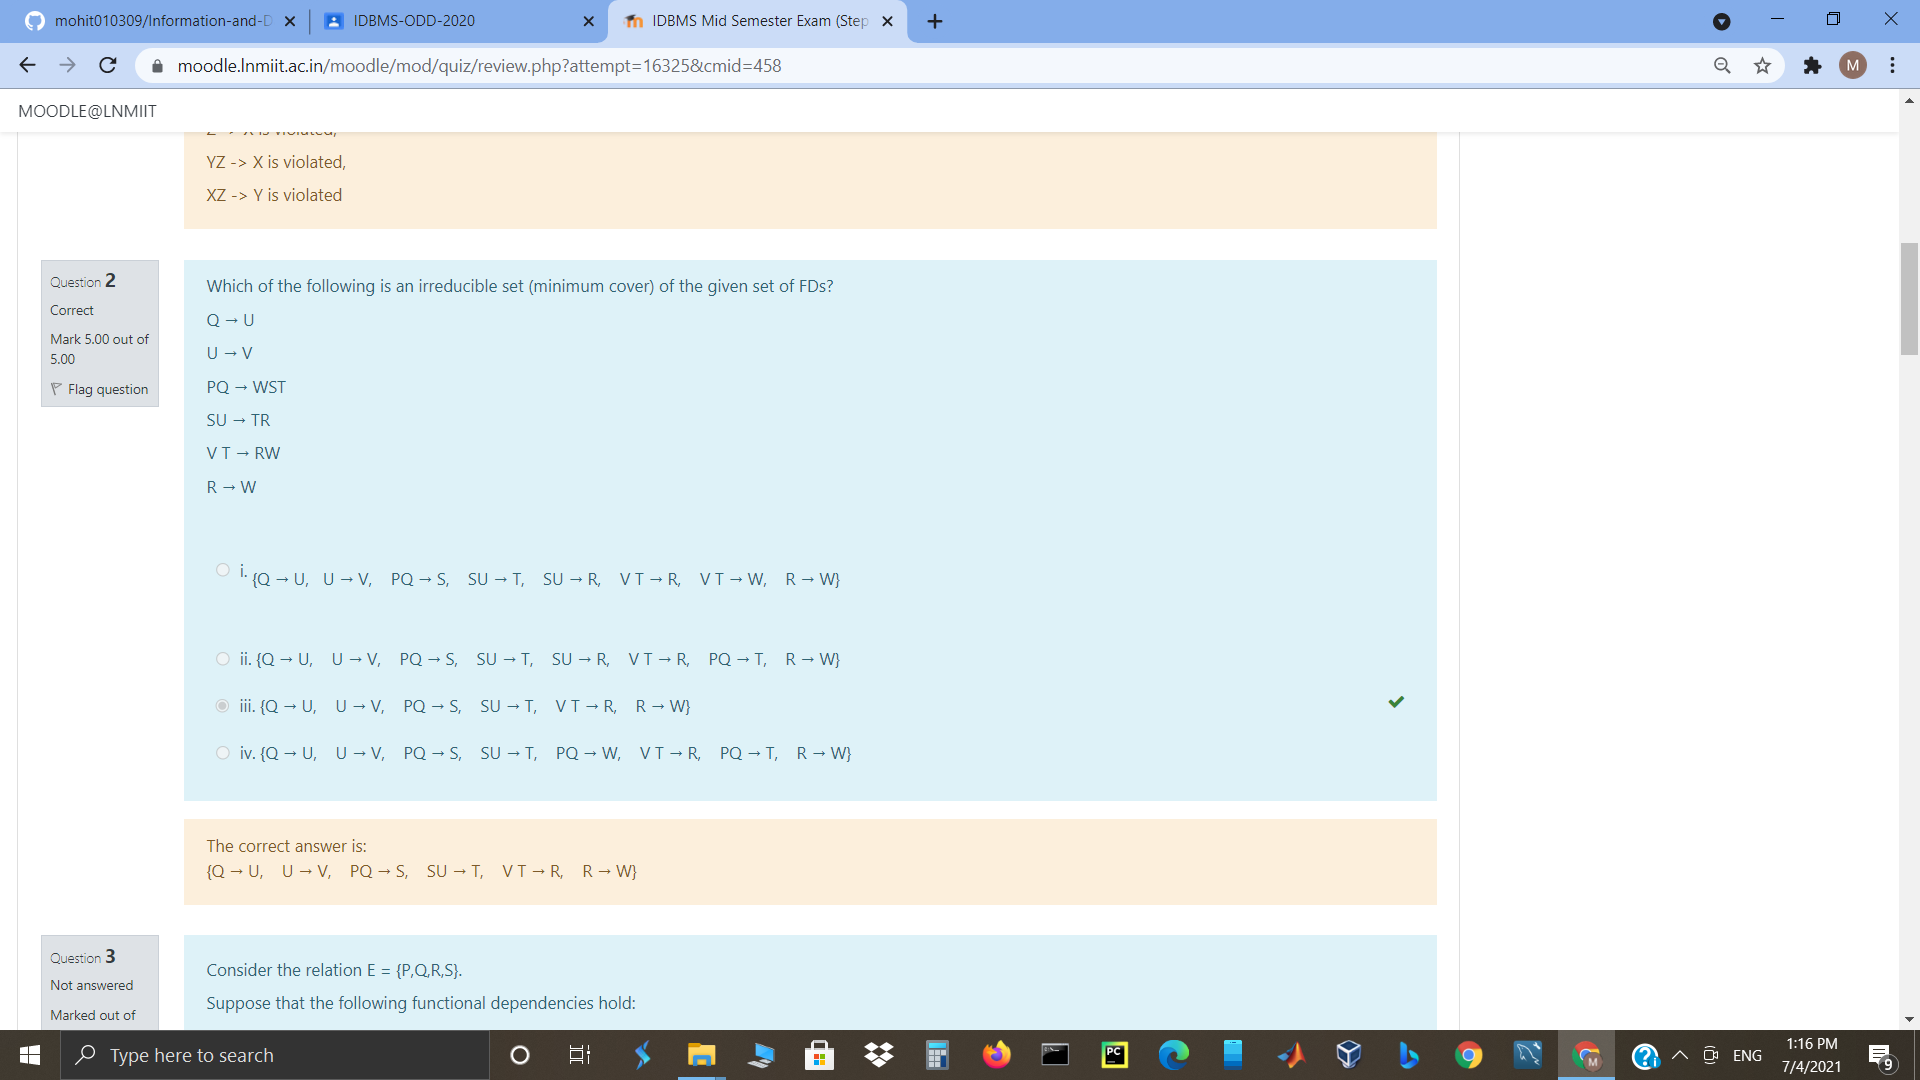 mohit010309/Information-and-D
IDBMS-ODD-2020
IDBMS Mid Semester Exam (Step
moodle.lnmiit.ac.in/moodle/mod/quiz/review.php?attempt=16325&cmid=458
M
MOODLE@LNMIIT
Z -> X is violated,
YZ -> X is violated,
XZ -> Y is violated
Question 2
Correct
Mark 5.00 out of
5.00
Flag question
Which of the following is an irreducible set (minimum cover) of the given set of FDs?
Q → U
U → V
PQ → WST
SU → TR
V T → RW
R → W
i. {Q → U, U → V, PQ → S, SU → T, SU → R, V T → R, V T → W, R → W}
ii. {Q → U, U → V, PQ → S, SU → T, SU → R, V T → R, PQ → T, R → W}
iii. {Q → U, U → V, PQ → S, SU → T, V T → R, R → W}
iv. {Q → U, U → V, PQ → S, SU → T, PQ → W, V T → R, PQ → T, R → W}
The correct answer is:
{Q → U, U → V, PQ → S, SU → T, V T → R, R → W}
Question 3
Not answered
Marked out of
Consider the relation E = {P,Q,R,S}.
Suppose that the following functional dependencies hold:
Type here to search
PC
M
ENG
1:16 PM
7/4/2021
9